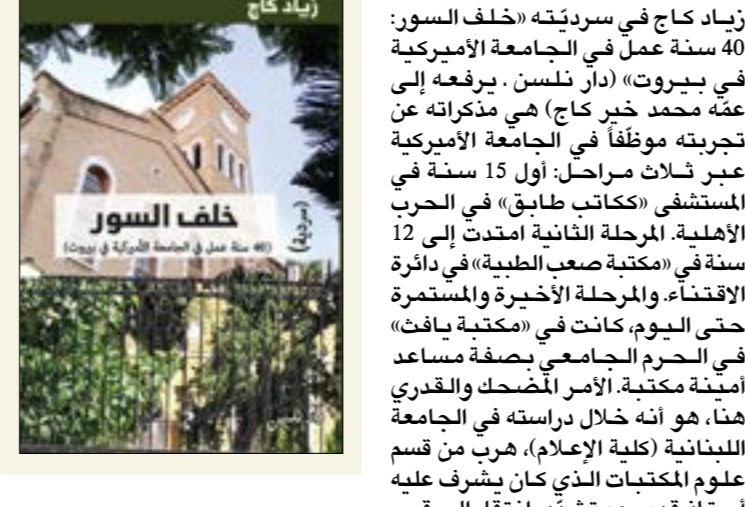 زياد كاج
خلف السور
(سردية)
(40 سنة عمل في الجامعة الأميركية في بيروت)
زياد كاج في سرديّته «خلف السور:
40 سنة عمل في الجامعة الأميركية
في بيروت» (دار نلسن . يرفعه إلى
عمّه محمد خير كاج) هي مذكراته عن
تجربته موظّفاً في الجامعة الأميركية
عبر ثلاث مراحل: أول 15 سنة في
المستشفى «ككاتب طابق» في الحرب
الأهلية. المرحلة الثانية امتدت إلى 12
سنة في «مكتبة صعب الطبية» في دائرة
الاقتناء. والمرحلة الأخيرة والمستمرة
حتى اليوم، كانت في «مكتبة يافث»
في الحرم الجامعي بصفة مساعد
أمينة مكتبة. الأمر المضحك والقدري
هنا، هو أنه خلال دراسته في الجامعة
اللبنانية (كلية الإعلام)، هرب من قسم
علوم المكتبات الذي كان يشرف عليه